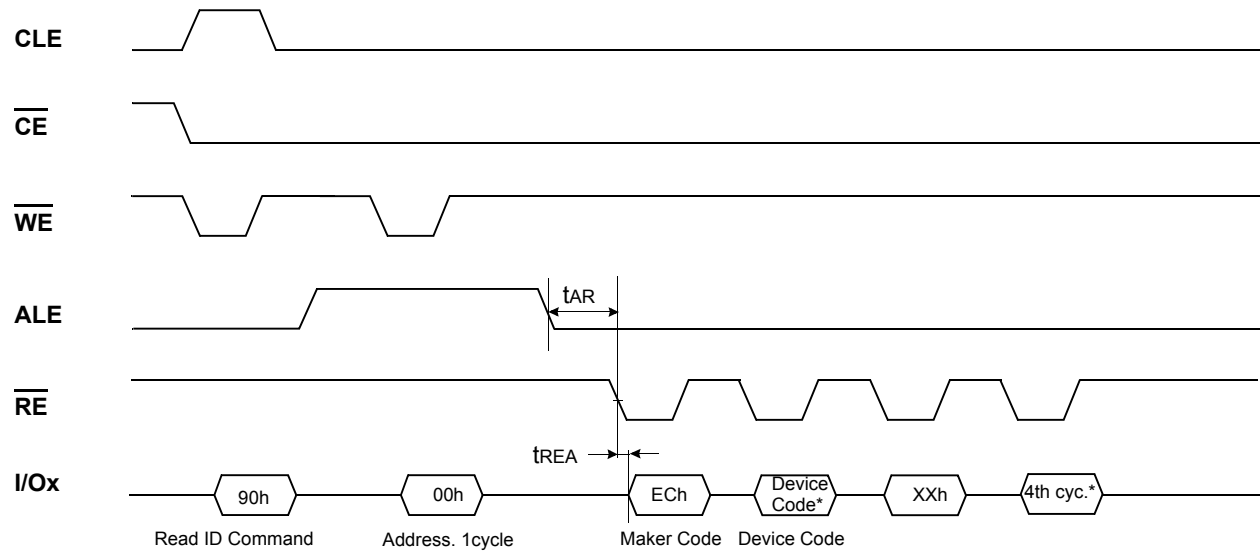 CLE
CE
WE
ALE
tAR
RE
tREA
I/Ox
90h
00h
ECh
Device
Code*
XXh
4th cyc.*
Read ID Command
Address. 1cycle
Maker Code
Device Code